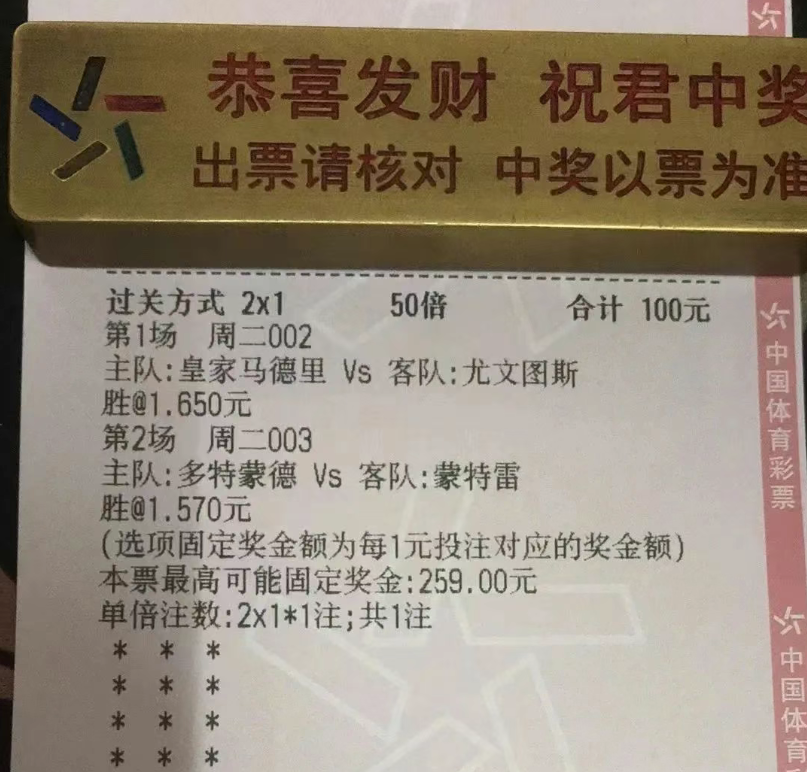 恭喜发财 祝君中奖
出票请核对 中奖以票为准
过关方式 2x1 50倍 合计 100元
第1场 周二002
主队:皇家马德里 Vs 客队:尤文图斯
胜@1.650元
第2场 周二003
主队:多特蒙德 Vs 客队:蒙特雷
胜@1.570元
(选项固定奖金额为每1元投注对应的奖金额)
本票最高可能固定奖金:259.00元
单倍注数:2x1*1注;共1注
* * *
* * *
* * *
* * *
中国体育彩票
中国体育